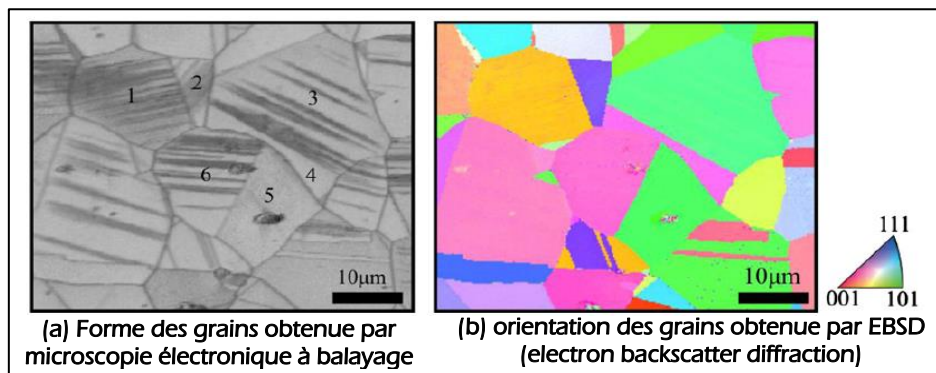 1
2
3
4
5
6
10µm
10µm
111
001
101
(a) Forme des grains obtenue par
microscopie électronique à balayage
(b) orientation des grains obtenue par EBSD
(electron backscatter diffraction)